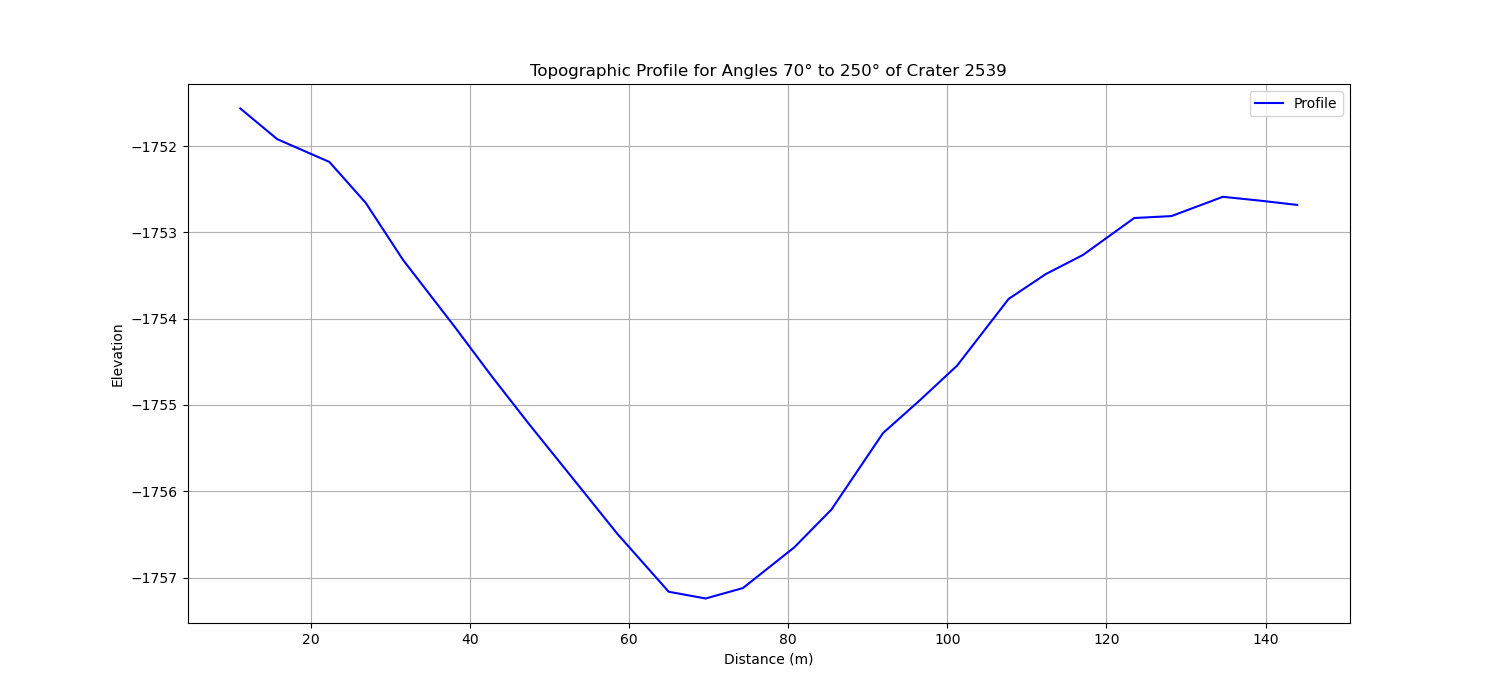 Topographic Profile for Angles 70° to 250° of Crater 2539
Profile
−1752
−1753
−1754
−1755
−1756
−1757
Elevation
20 40 60 80 100 120 140
Distance (m)